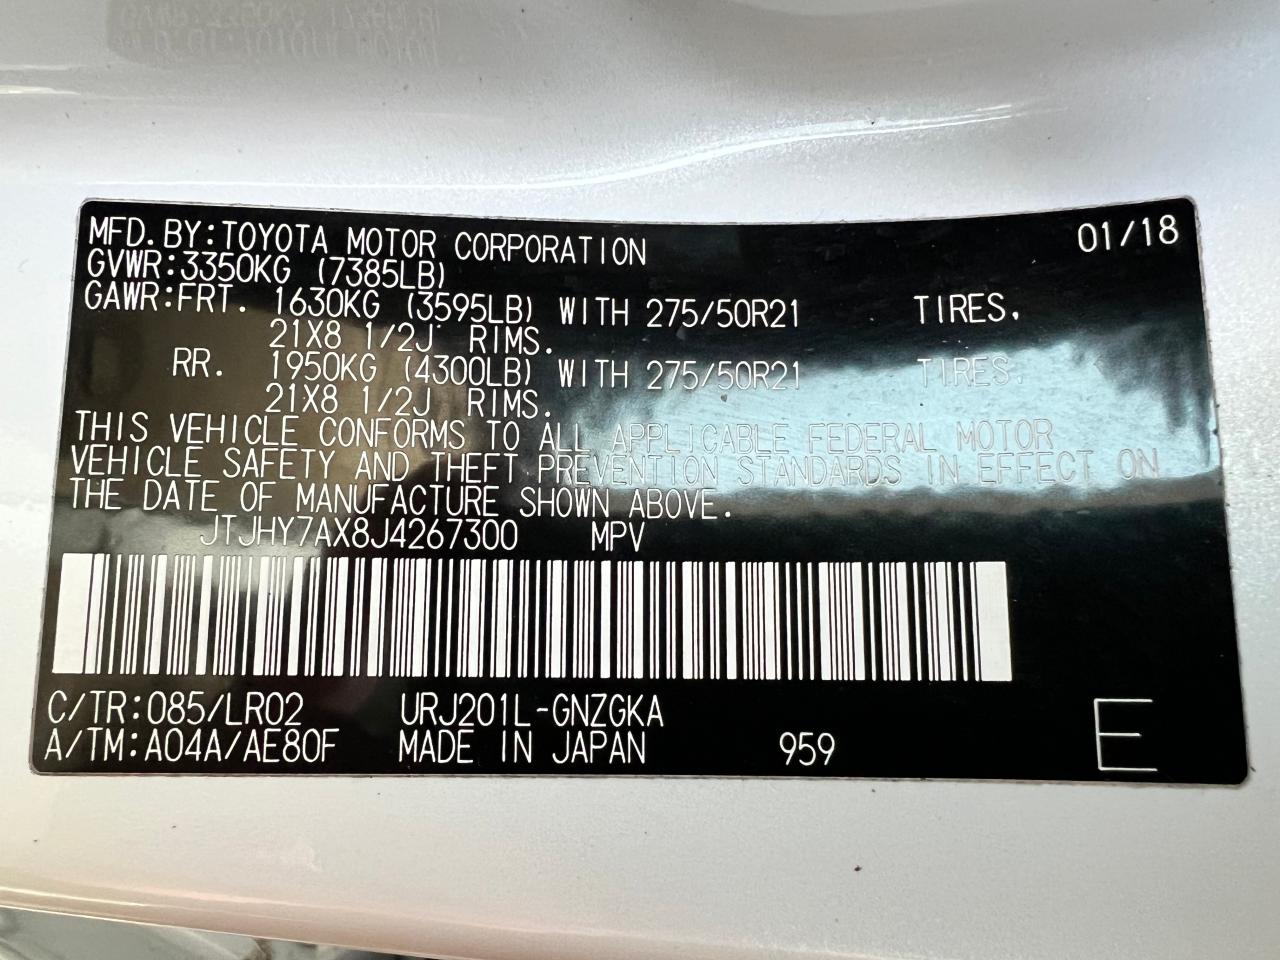 MFD.BY:TOYOTA MOTOR CORPORATION 01/18
GVWR:3350KG (7385LB)
GAWR:FRT. 1630KG (3595LB) WITH 275/50R21 TIRES.
21X8 1/2J RIMS.
RR. 1950KG (4300LB) WITH 275/50R21 TIRES.
21X8 1/2J RIMS.
THIS VEHICLE CONFORMS TO ALL APPLICABLE FEDERAL MOTOR
VEHICLE SAFETY AND THEFT PREVENTION STANDARDS IN EFFECT ON
THE DATE OF MANUFACTURE SHOWN ABOVE.
JTJHY7AX8J4267300 MPV
C/TR:085/LR02 URJ201L-GNZGKA
A/TM:A04A/AE80F MADE IN JAPAN 959 E